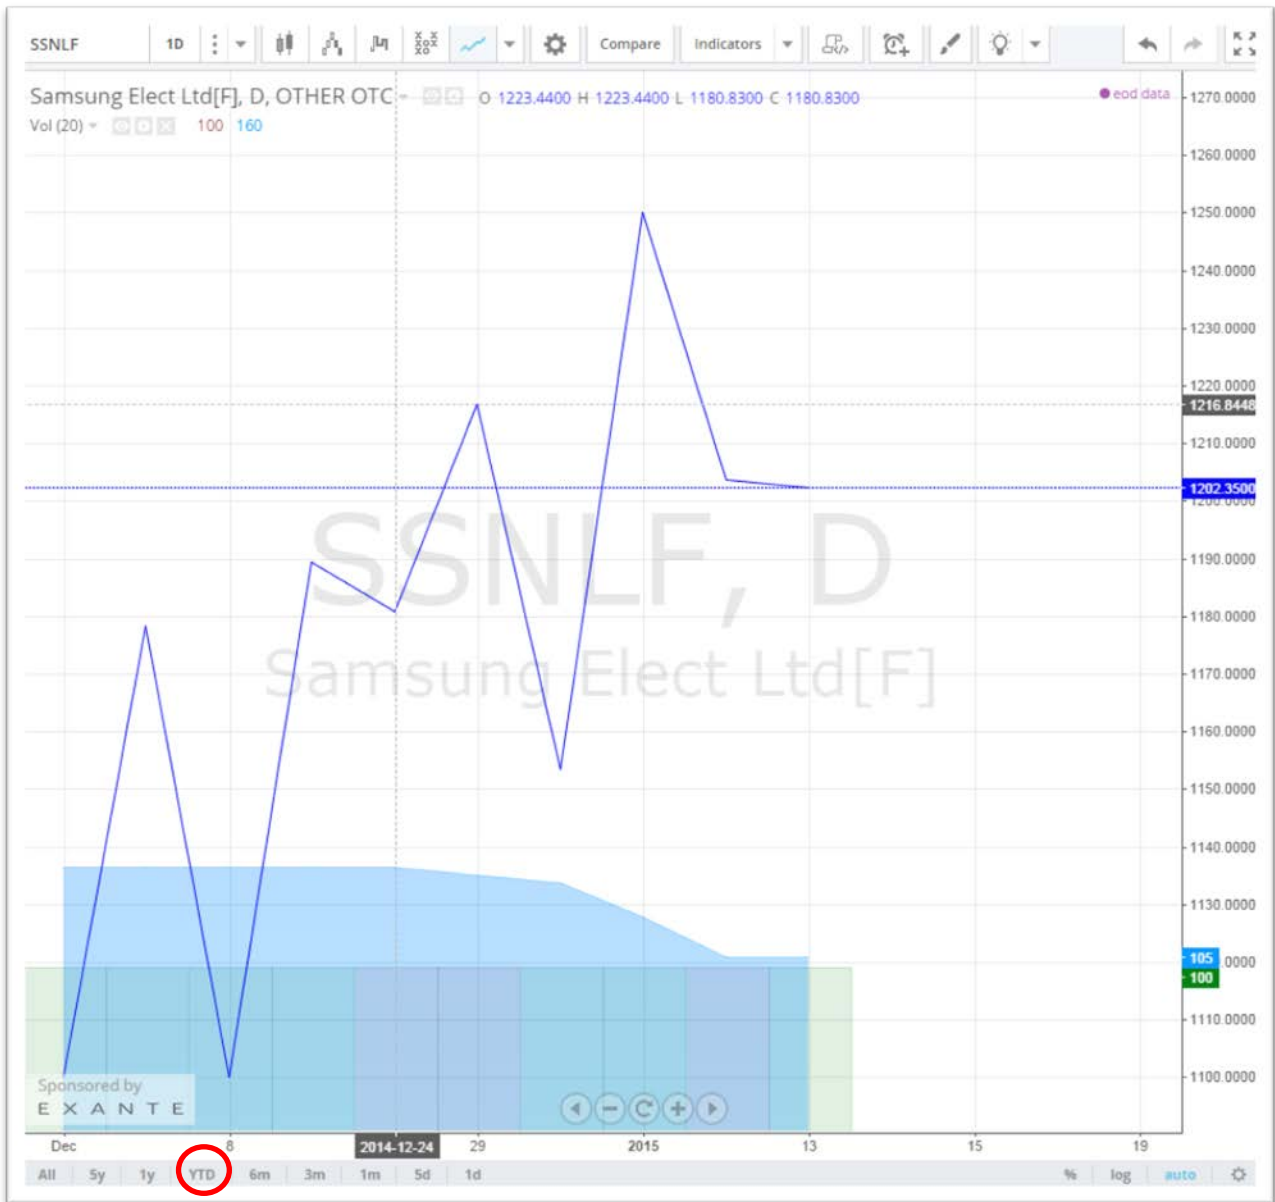 SSNLF 1D Compare Indicators
Samsung Elect Ltd[F], D, OTHER OTC O 1223.4400 H 1223.4400 L 1180.8300 C 1180.8300
eod data
Vol (20) 100 160
1270.0000
1260.0000
1250.0000
1240.0000
1230.0000
1220.0000
1216.8448
1210.0000
1202.3500
1200.0000
1190.0000
SSNLF, D
1180.0000
Samsung Elect Ltd[F]
1170.0000
1160.0000
1150.0000
1140.0000
1130.0000
105 .0000
100
1110.0000
1100.0000
Sponsored by
EXANTE
Dec 8 2014-12-24 29 2015 13 15 19
All 5y 1y YTD 6m 3m 1m 5d 1d % log auto